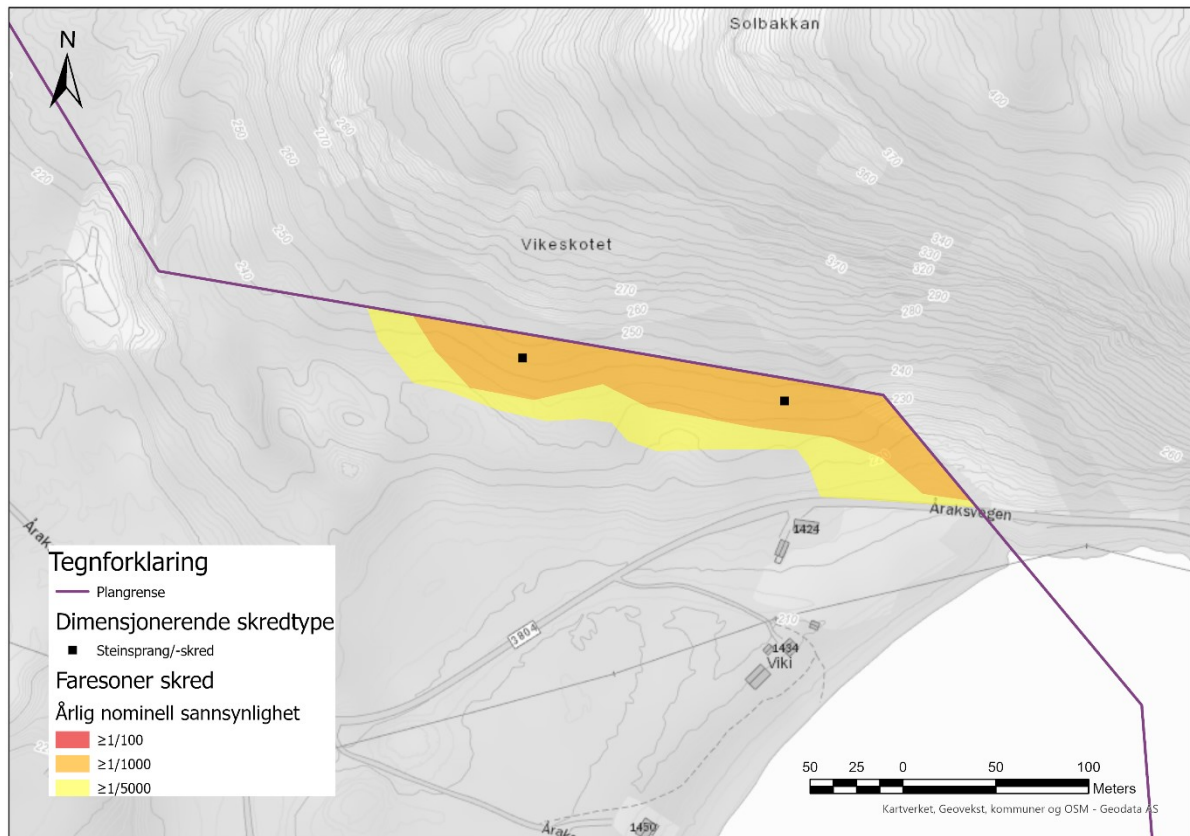 Solbakkan
N
400
280
270
250
260
370
360
220
250
Vikeskotet
340
330
320
370
240
270
290
260
280
250
240
230
260
Åraksvegen
Årak
1424
3804
210
1434
Viki
Tegnforklaring
Plangrense
Dimensjonerende skredtype
Steinsprang/-skred
Faresoner skred
Årlig nominell sannsynlighet
≥1/100
≥1/1000
≥1/5000
50 25 0 50 100
Meters
Kartverket, Geovekst, kommuner og OSM - Geodata AS
1450